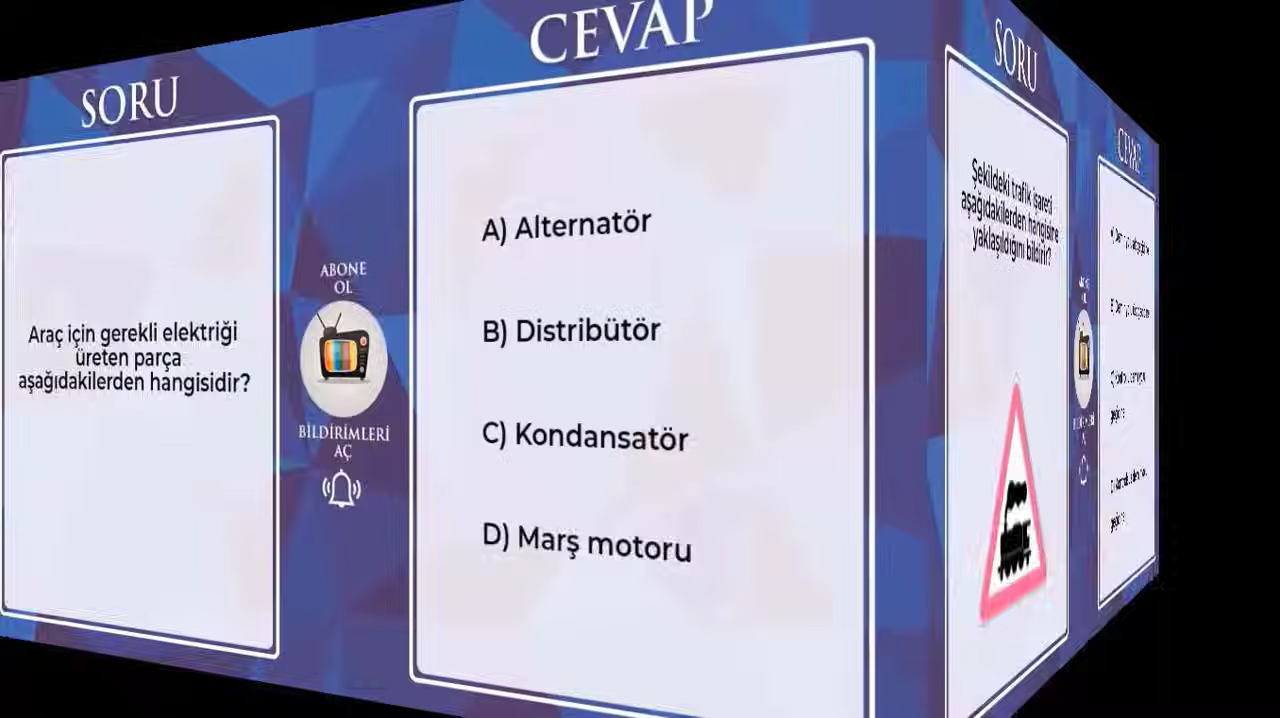 SORU
Araç için gerekli elektriği
üreten parça
aşağıdakilerden hangisidir?
ABONE
OL
BİLDİRİMLERİ
AÇ
CEVAP
A) Alternatör
B) Distribütör
C) Kondansatör
D) Marş motoru
SORU
Şekildeki trafik işareti
aşağıdakilerden hangisine
yaklaşıldığını bildirir?
CEVAP